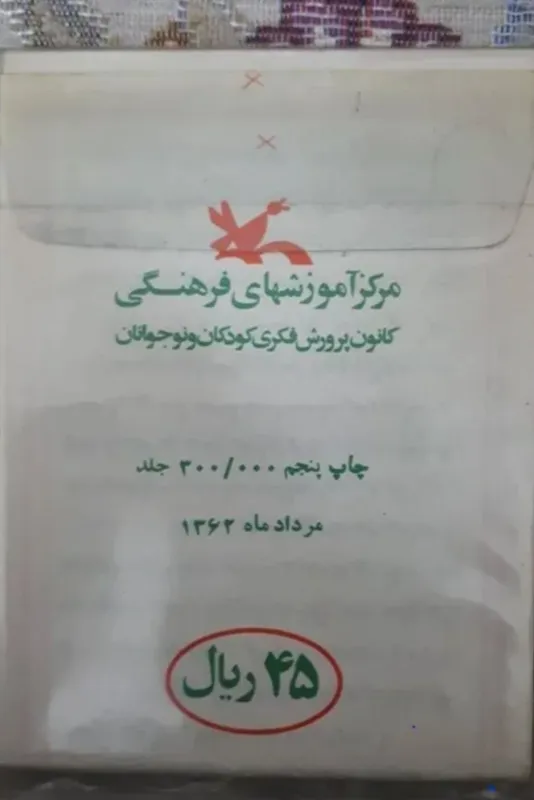 مرکز آموزشهای فرهنگی
کانون پرورش فکری کودکان و نوجوانان
چاپ پنجم ۳۰۰/۰۰۰ جلد
مرداد ماه ۱۳۶۲
۴۵ ریال